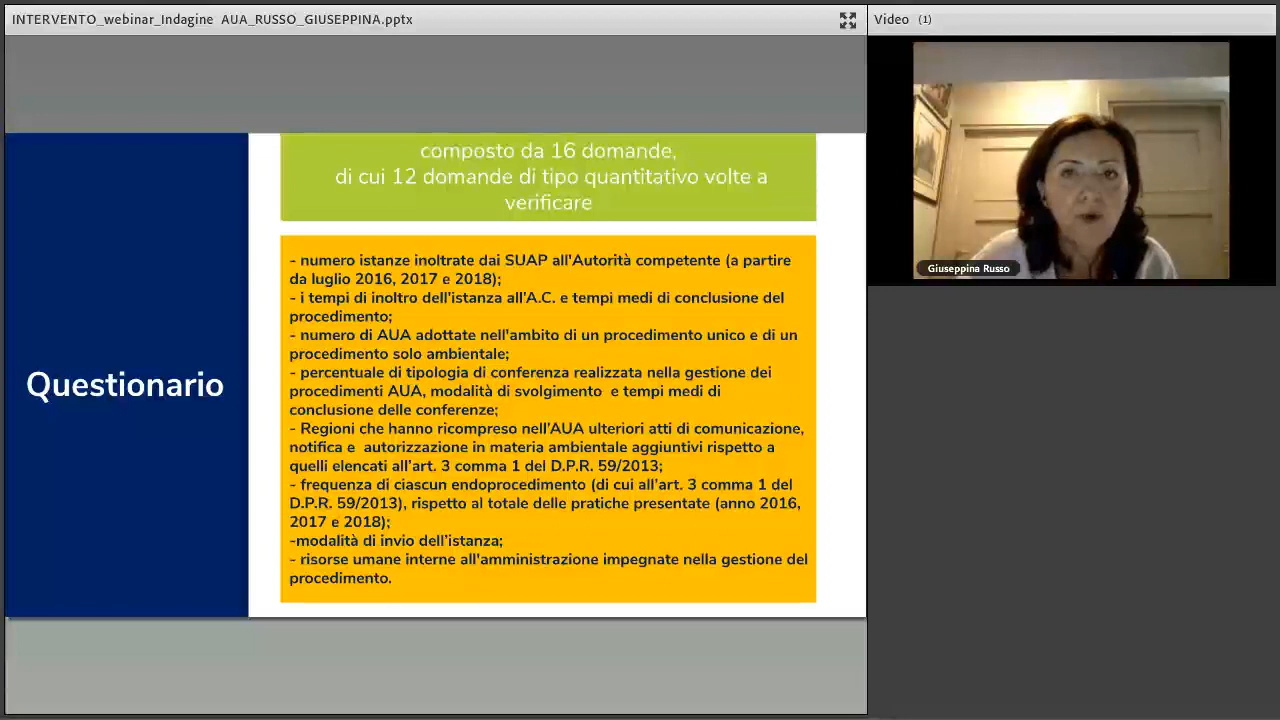 INTERVENTO_webinar_Indagine AUA_RUSSO_GIUSEPPINA.pptx
Video (1)
composto da 16 domande,
di cui 12 domande di tipo quantitativo volte a
verificare
Questionario
- numero istanze inoltrate dai SUAP all'Autorità competente (a partire
da luglio 2016, 2017 e 2018);
- i tempi di inoltro dell'istanza all'A.C. e tempi medi di conclusione del
procedimento;
- numero di AUA adottate nell'ambito di un procedimento unico e di un
procedimento solo ambientale;
- percentuale di tipologia di conferenza realizzata nella gestione dei
procedimenti AUA, modalità di svolgimento e tempi medi di
conclusione delle conferenze;
- Regioni che hanno ricompreso nell'AUA ulteriori atti di comunicazione,
notifica e autorizzazione in materia ambientale aggiuntivi rispetto a
quelli elencati all'art. 3 comma 1 del D.P.R. 59/2013;
- frequenza di ciascun endoprocedimento (di cui all'art. 3 comma 1 del
D.P.R. 59/2013), rispetto al totale delle pratiche presentate (anno 2016,
2017 e 2018);
-modalità di invio dell'istanza;
- risorse umane interne all'amministrazione impegnate nella gestione del
procedimento.
Giuseppina Russo